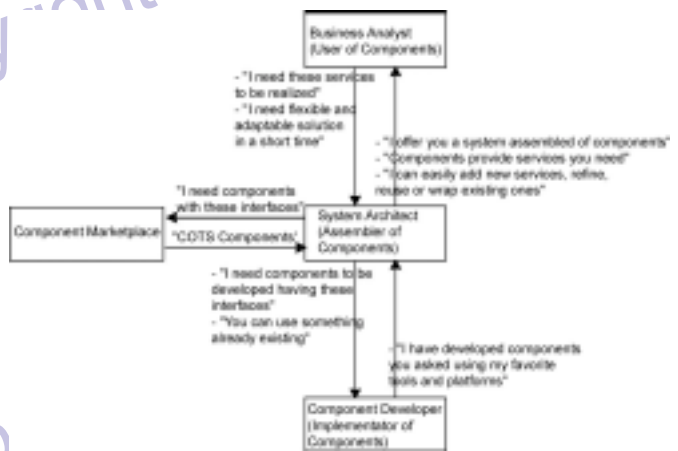 Business Analyst
(User of Components)
- "I need these services
to be realized"
- "I need flexible and
adaptable solution
in a short time"
- "I offer you a system assembled of components"
- "Components provide services you need"
- "I can easily add new services, refine,
reuse or wrap existing ones"
"I need components
with these interfaces"
Component Marketplace
"COTS Components"
System Architect
(Assembler of
Components)
- "I need components to be
developed having these
interfaces"
- "You can use something
already existing"
- "I have developed components
you asked using my favorite
tools and platforms"
Component Developer
(Implementator of
Components)